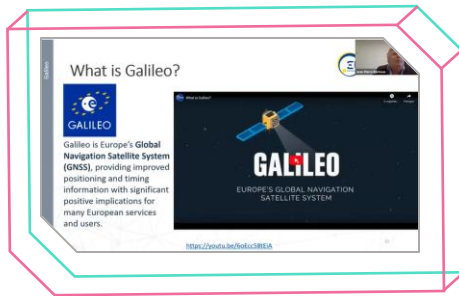 Galileo
What is Galileo?
GALILEO
Galileo is Europe's Global
Navigation Satellite System
(GNSS), providing improved
positioning and timing
information with significant
positive implications for
many European services
and users.
What is Galileo?
GALILEO
EUROPE'S GLOBAL NAVIGATION
SATELLITE SYSTEM